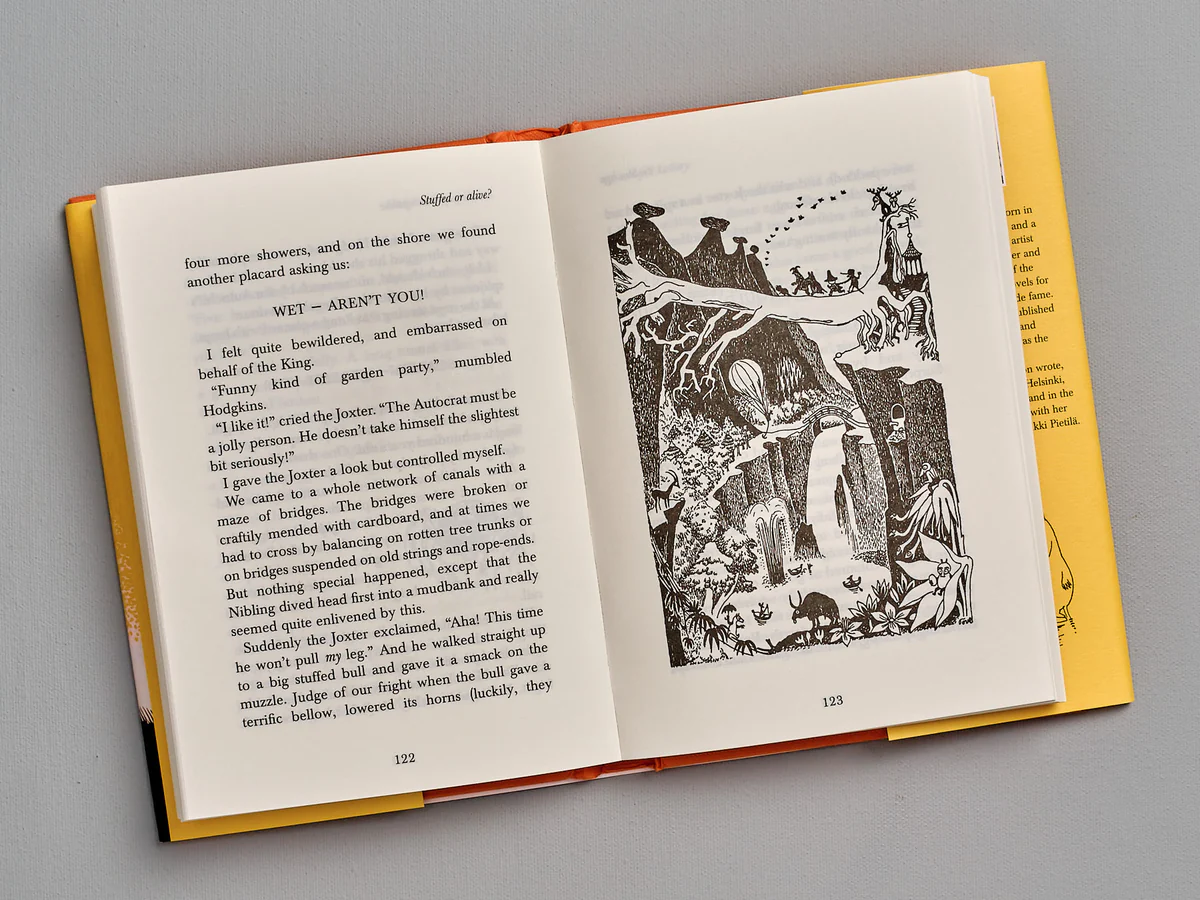 Stuffed or alive?
four more showers, and on the shore we found
another placard asking us:
WET – AREN'T YOU!
I felt quite bewildered, and embarrassed on
behalf of the King.
“Funny kind of garden party,” mumbled
Hodgkins.
“I like it!” cried the Joxter. “The Autocrat must be
a jolly person. He doesn't take himself the slightest
bit seriously!”
I gave the Joxter a look but controlled myself.
We came to a whole network of canals with a
maze of bridges. The bridges were broken or
craftily mended with cardboard, and at times we
had to cross by balancing on rotten tree trunks or
on bridges suspended on old strings and rope-ends.
But nothing special happened, except that the
Nibling dived head first into a mudbank and really
seemed quite enlivened by this.
Suddenly the Joxter exclaimed, “Aha! This time
he won't pull my leg.” And he walked straight up
to a big stuffed bull and gave it a smack on the
muzzle. Judge of our fright when the bull gave a
terrific bellow, lowered its horns (luckily, they
122
123
orn in
and a
artist
er and
f the
vels for
de fame.
ublished
and
as the
on wrote,
Helsinki,
and in the
with her
kki Pietilä.